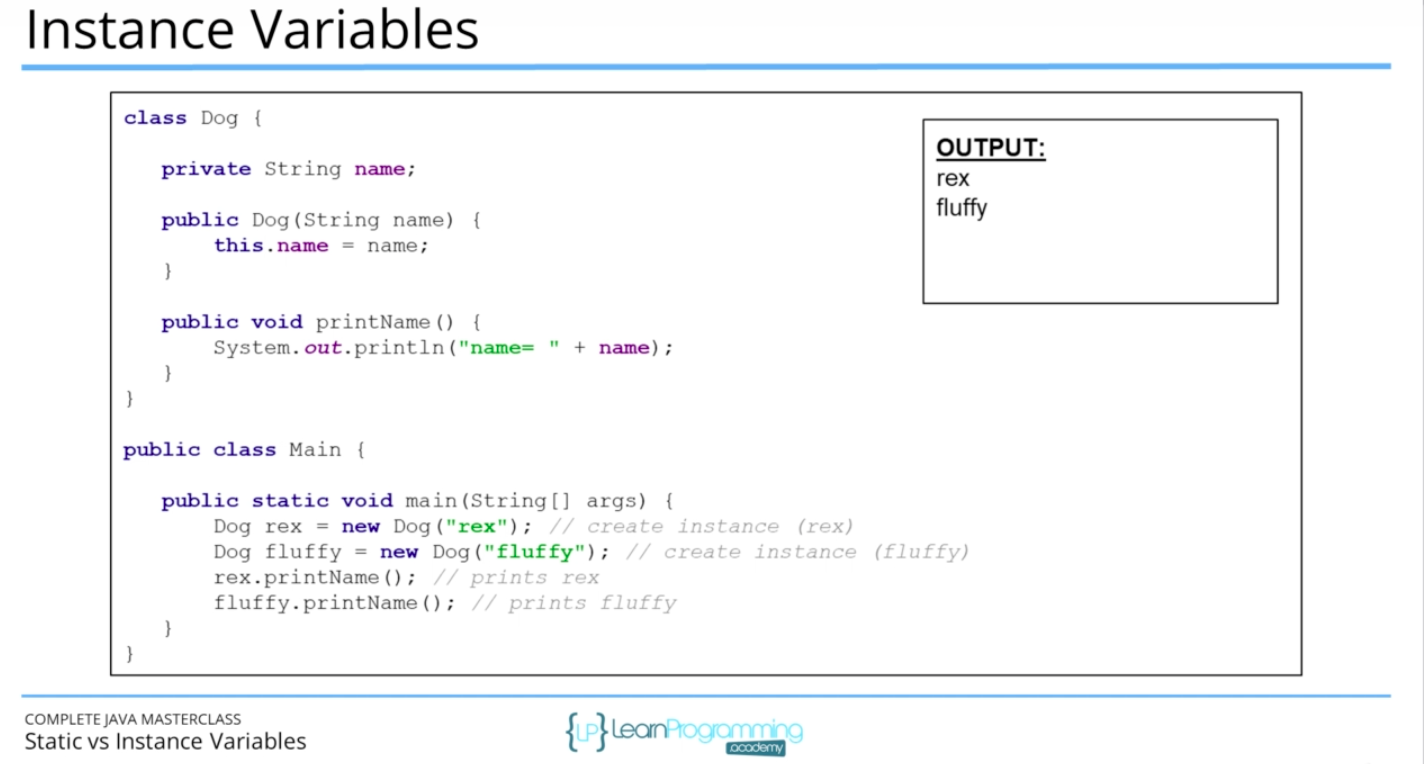 Instance Variables
class Dog {
private String name;
public Dog(String name) {
this.name = name;
}
public void printName() {
System.out.println("name= " + name);
}
}
public class Main {
public static void main(String[] args) {
Dog rex = new Dog("rex"); // create instance (rex)
Dog fluffy = new Dog("fluffy"); // create instance (fluffy)
rex.printName(); // prints rex
fluffy.printName(); // prints fluffy
}
}
OUTPUT:
rex
fluffy
COMPLETE JAVA MASTERCLASS
Static vs Instance Variables
{LP} LearnProgramming
academy